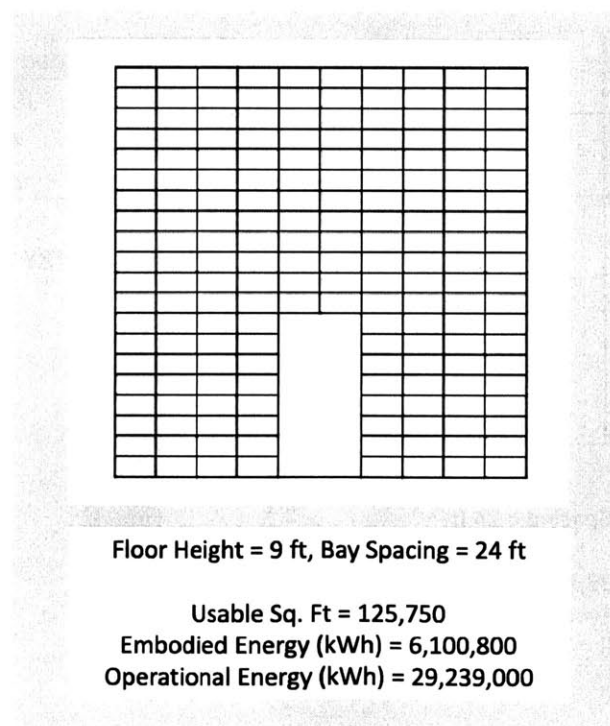 Floor Height = 9 ft, Bay Spacing = 24 ft
Usable Sq. Ft = 125,750
Embodied Energy (kWh) = 6,100,800
Operational Energy (kWh) = 29,239,000